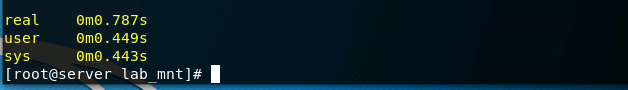 real    0m0.787s
user    0m0.449s
sys     0m0.443s
[root@server lab_mnt]#